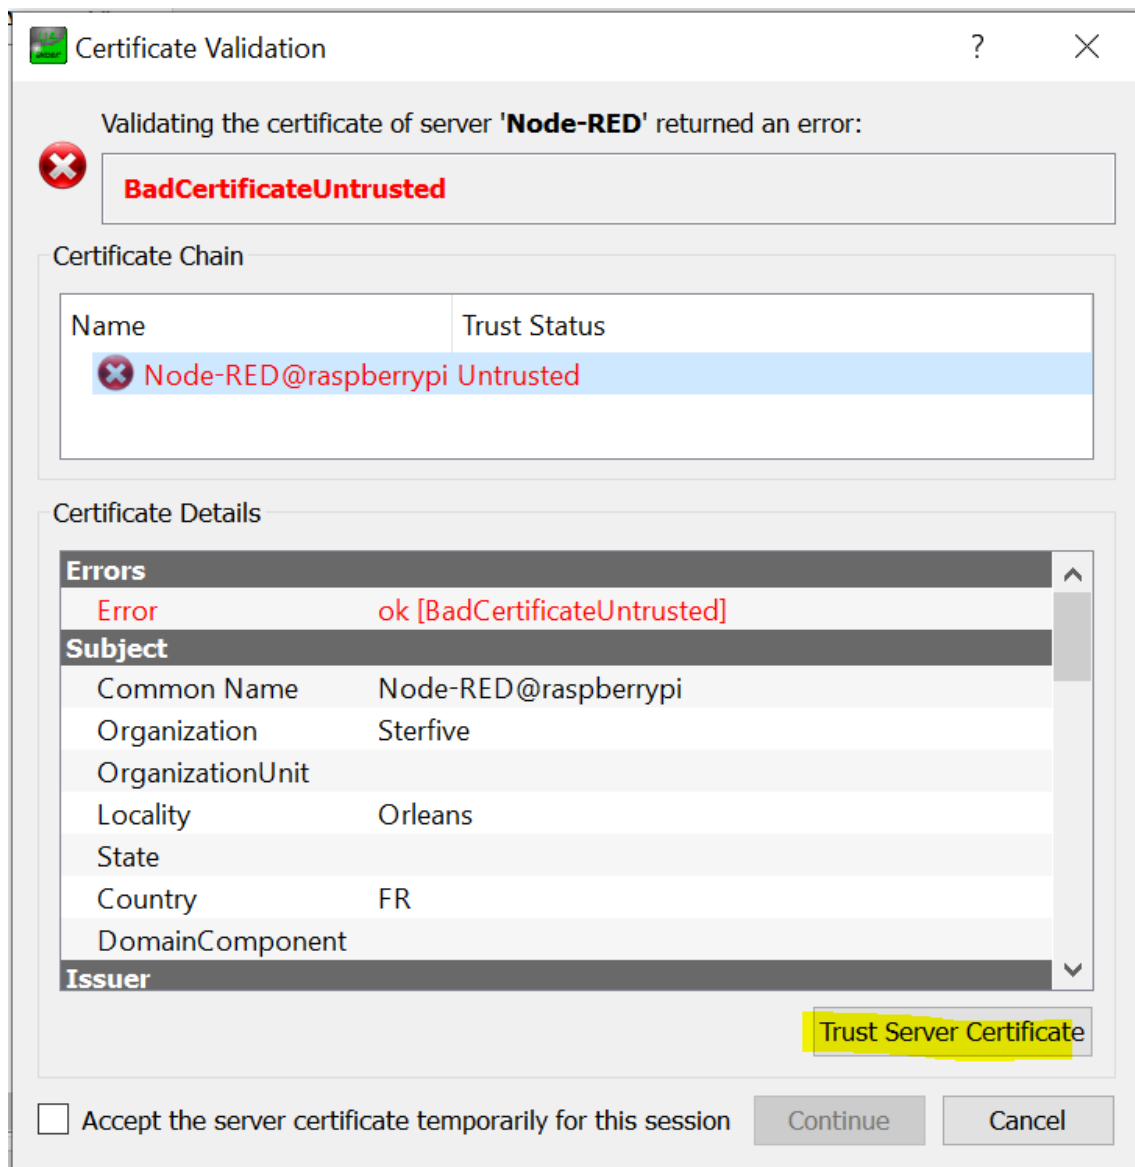 Certificate Validation ?
Validating the certificate of server 'Node-RED' returned an error:
BadCertificateUntrusted
Certificate Chain
Name Trust Status
Node-RED@raspberrypi Untrusted
Certificate Details
Errors
Error ok [BadCertificateUntrusted]
Subject
Common Name Node-RED@raspberrypi
Organization Sterfive
OrganizationUnit
Locality Orleans
State
Country FR
DomainComponent
Issuer
Trust Server Certificate
Accept the server certificate temporarily for this session Continue Cancel